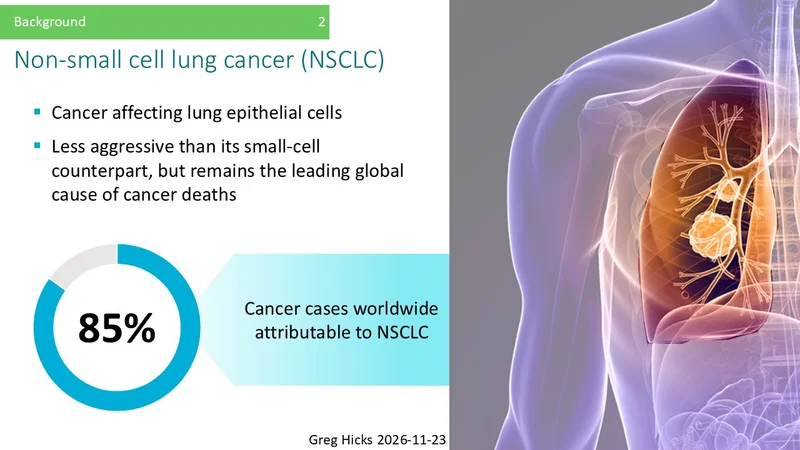 Background 2
Non-small cell lung cancer (NSCLC)
▪ Cancer affecting lung epithelial cells
▪ Less aggressive than its small-cell
counterpart, but remains the leading global
cause of cancer deaths
85%
Cancer cases worldwide
attributable to NSCLC
Greg Hicks 2026-11-23